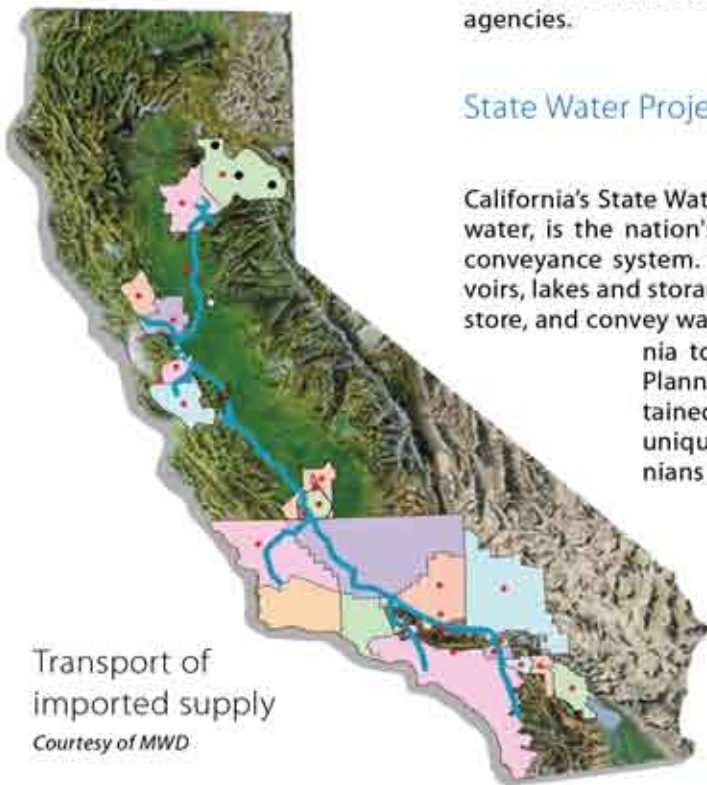 agencies.
State Water Proje
California's State Wat
water, is the nation's
conveyance system.
voirs, lakes and stora
store, and convey wa
nia to
Plann
tained
uniqu
nians
Transport of
imported supply
Courtesy of MWD